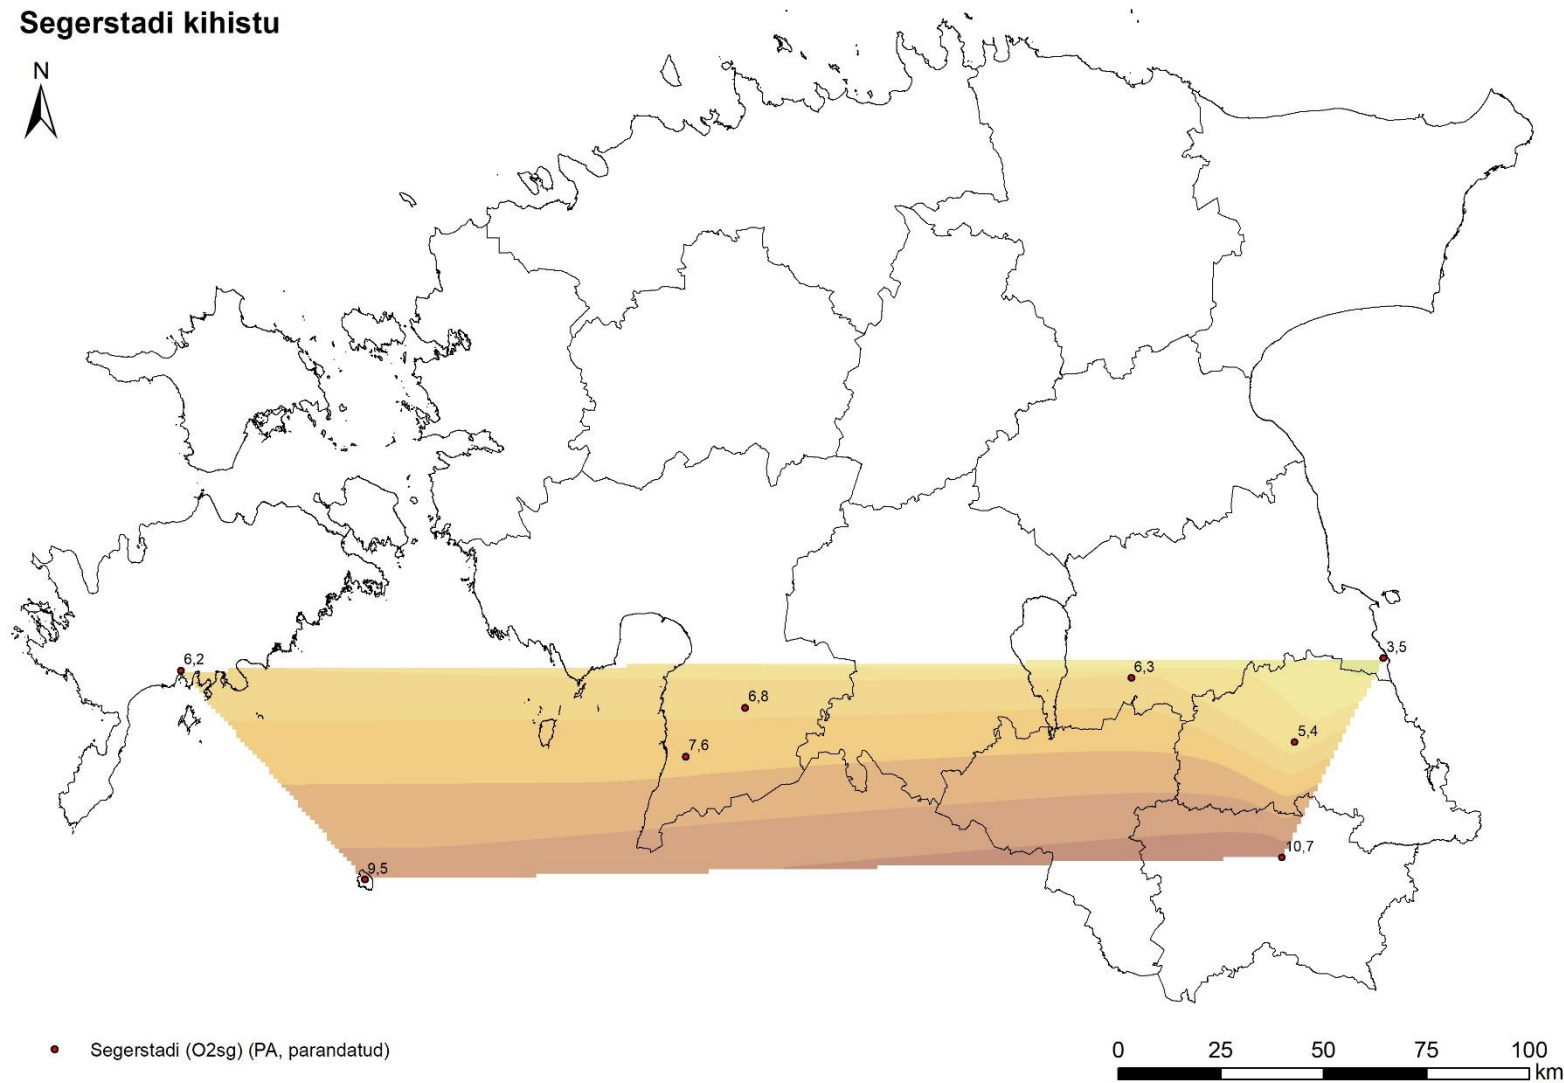 Segerstadi kihistu
N
6,2
3,5
6,3
6,8
5,4
7,6
10,7
9,5
Segerstadi (O2sg) (PA, parandatud)
0 25 50 75 100
km